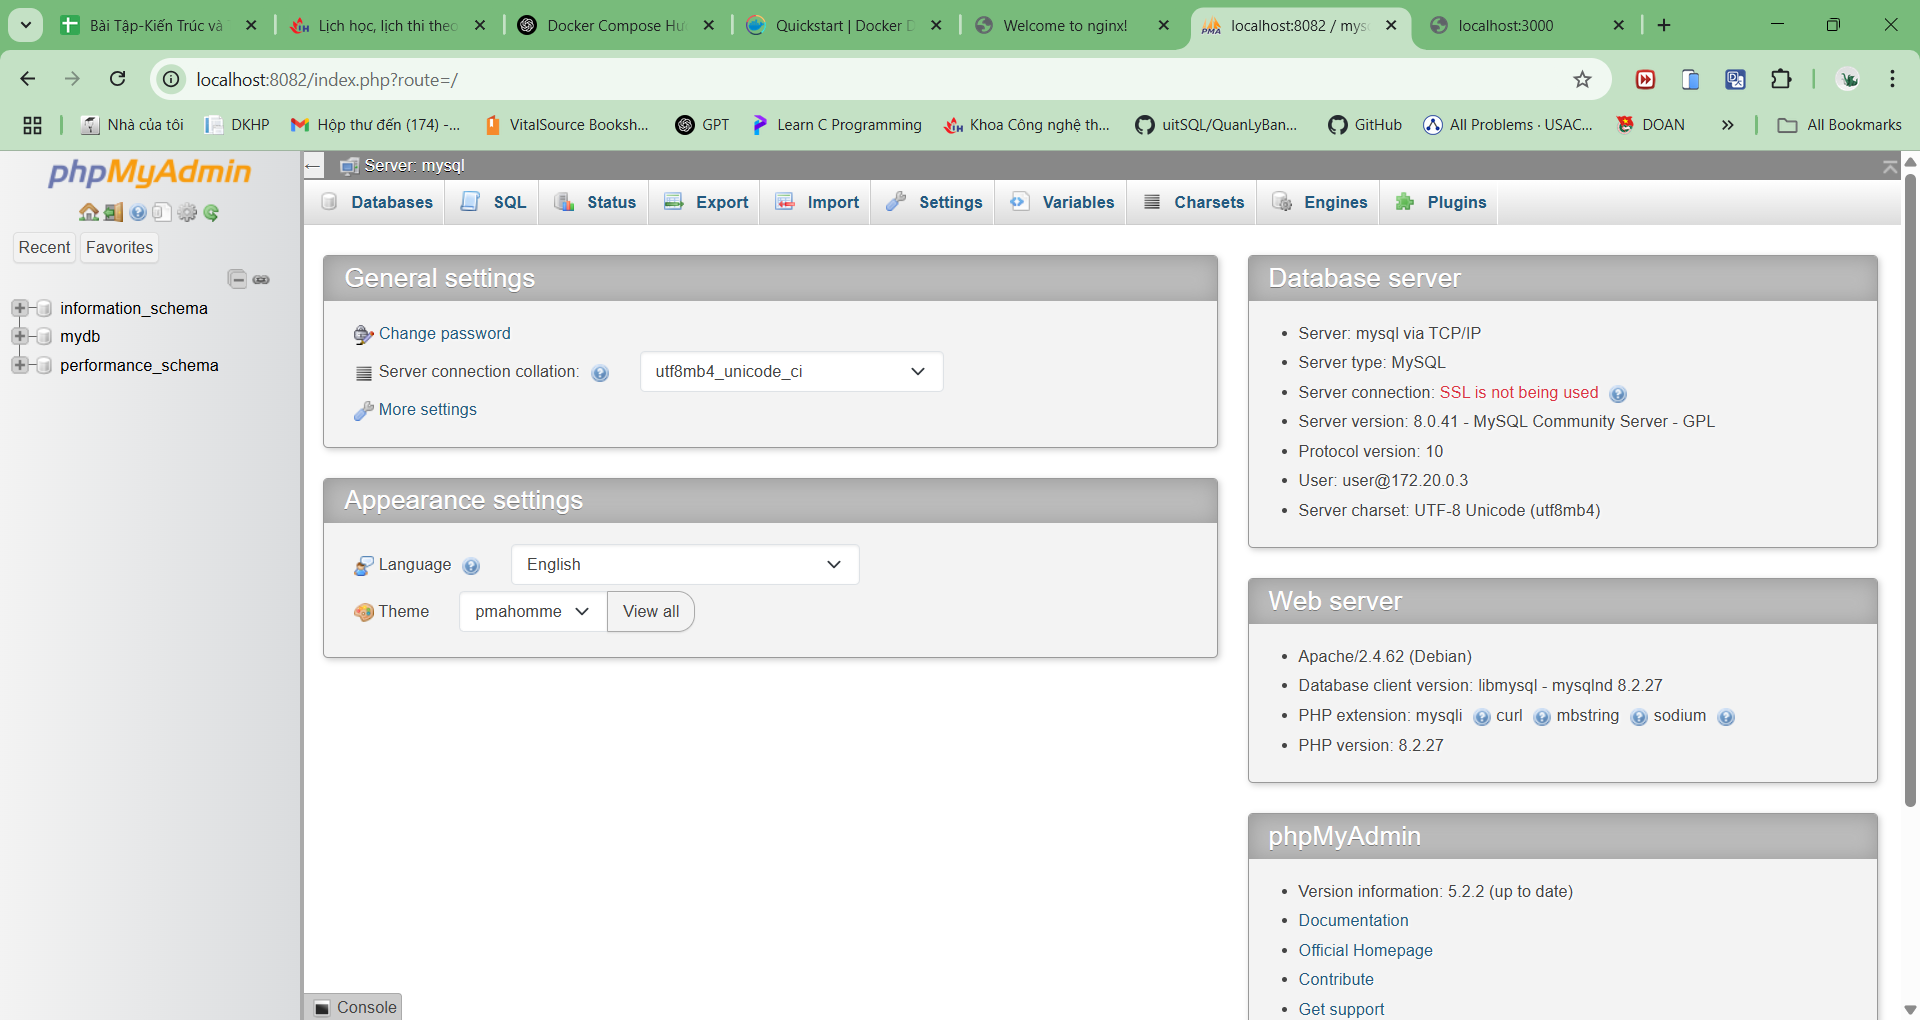 Bài Tập-Kiến Trúc và
Lịch học, lịch thi theo
Docker Compose Hướ
Quickstart | Docker D
Welcome to nginx!
localhost:8082 / mys
localhost:3000
localhost:8082/index.php?route=/
Nhà của tôi
DKHP
Hộp thư đến (174) -...
VitalSource Booksh...
GPT
Learn C Programming
Khoa Công nghệ th...
uitSQL/QuanLyBan...
GitHub
All Problems · USAC...
DOAN
All Bookmarks
phpMyAdmin
Recent
Favorites
information_schema
mydb
performance_schema
Server: mysql
Databases
SQL
Status
Export
Import
Settings
Variables
Charsets
Engines
Plugins
General settings
Change password
Server connection collation:
utf8mb4_unicode_ci
More settings
Appearance settings
Language
English
Theme
pmahomme
View all
Database server
Server: mysql via TCP/IP
Server type: MySQL
Server connection: SSL is not being used
Server version: 8.0.41 - MySQL Community Server - GPL
Protocol version: 10
User: user@172.20.0.3
Server charset: UTF-8 Unicode (utf8mb4)
Web server
Apache/2.4.62 (Debian)
Database client version: libmysql - mysqlnd 8.2.27
PHP extension: mysqli curl mbstring sodium
PHP version: 8.2.27
phpMyAdmin
Version information: 5.2.2 (up to date)
Documentation
Official Homepage
Contribute
Get support
Console